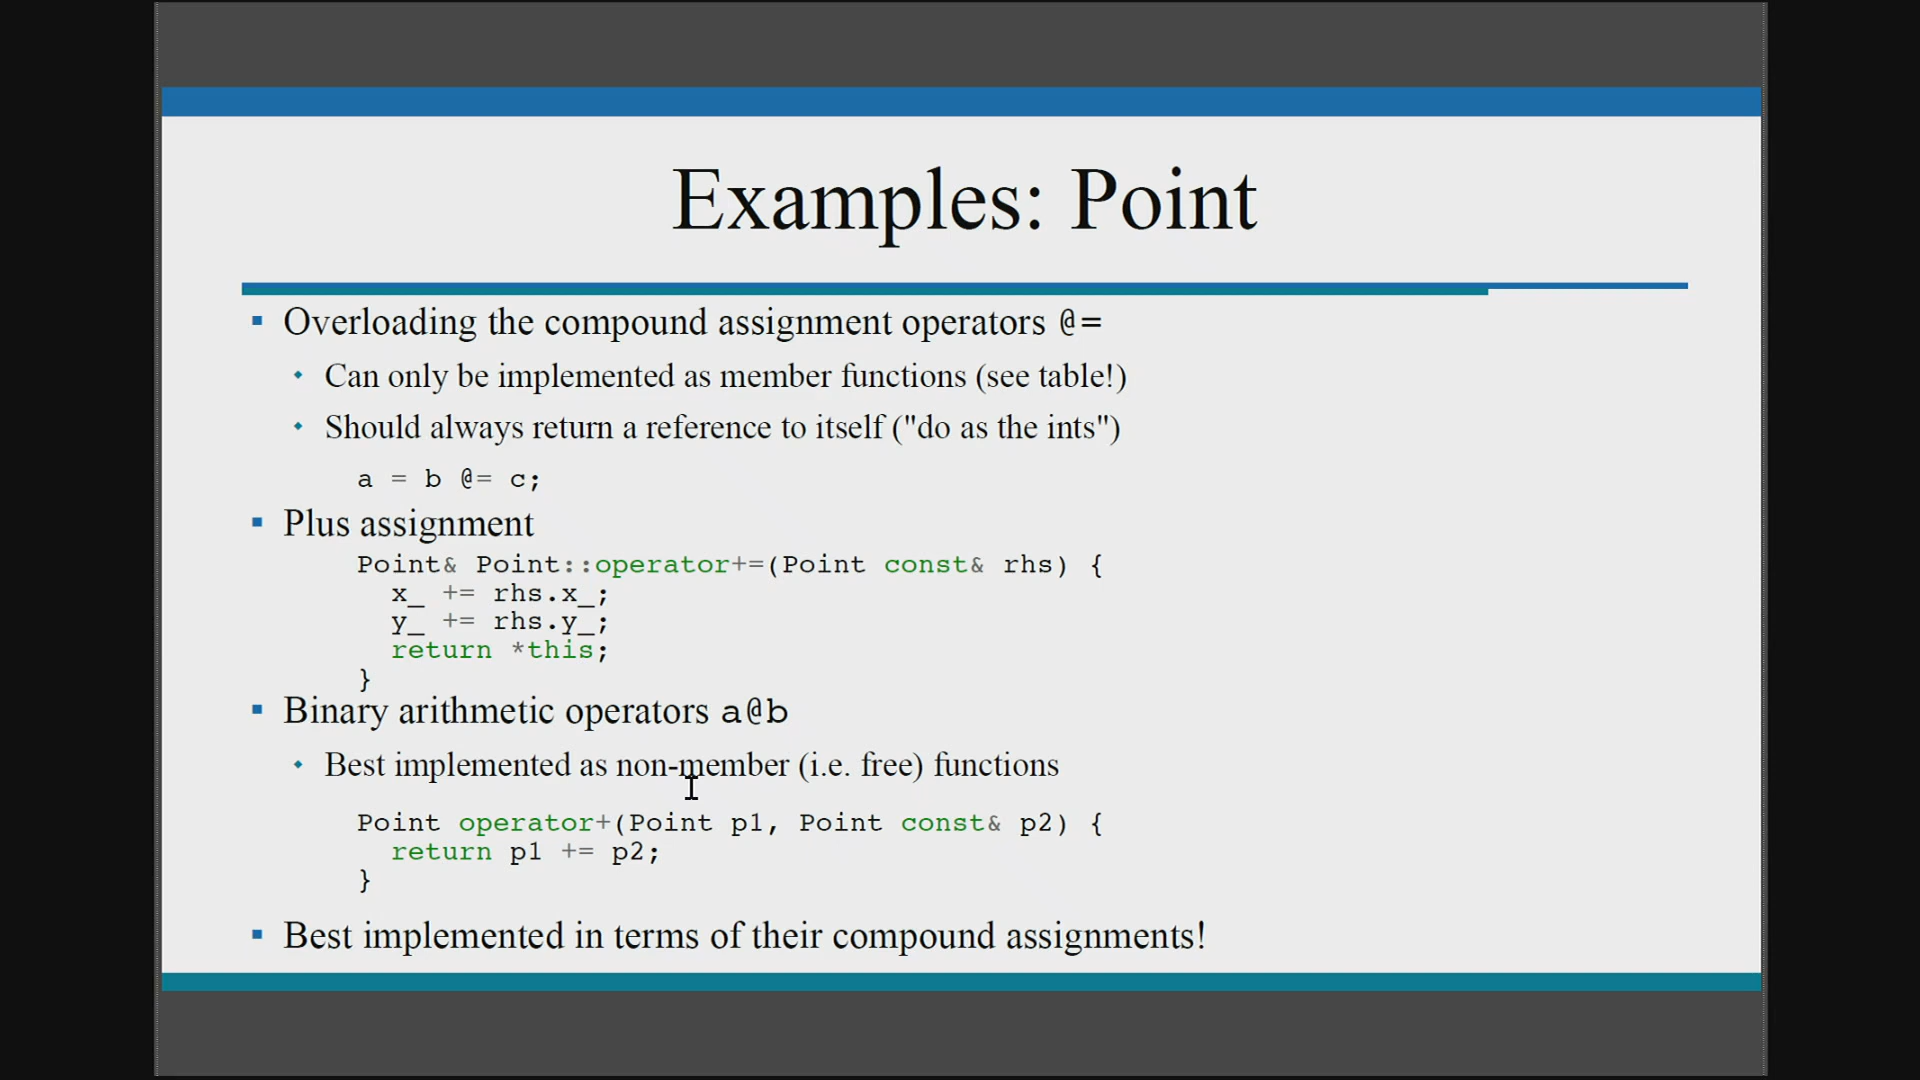 Examples: Point
Overloading the compound assignment operators @=
Can only be implemented as member functions (see table!)
Should always return a reference to itself ("do as the ints")
a = b @= c;
Plus assignment
Point& Point::operator+=(Point const& rhs) {
x_ += rhs.x_;
y_ += rhs.y_;
return *this;
}
Binary arithmetic operators a@b
Best implemented as non-member (i.e. free) functions
Point operator+(Point p1, Point const& p2) {
return p1 += p2;
}
Best implemented in terms of their compound assignments!